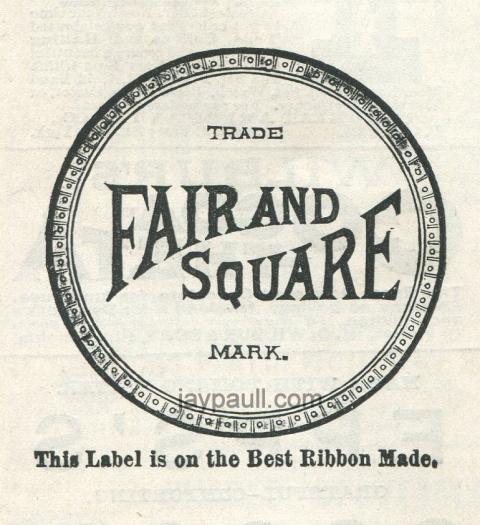 TRADE
FAIR AND
SQUARE
MARK.
jaypaull.com
This Label is on the Best Ribbon Made.